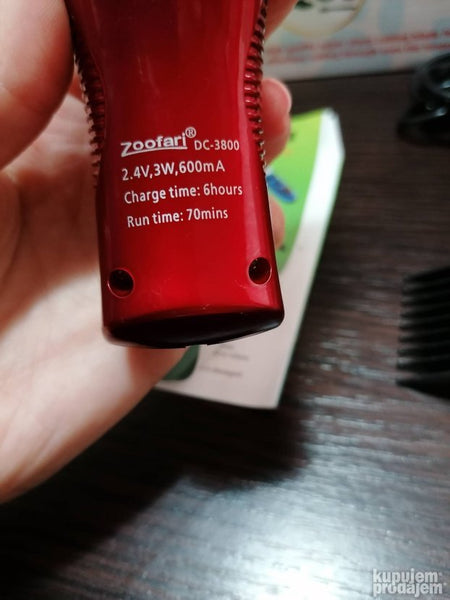 Zoofari® DC-3800
2.4V,3W,600mA
Charge time: 6hours
Run time: 70mins
kupujem
prodajem